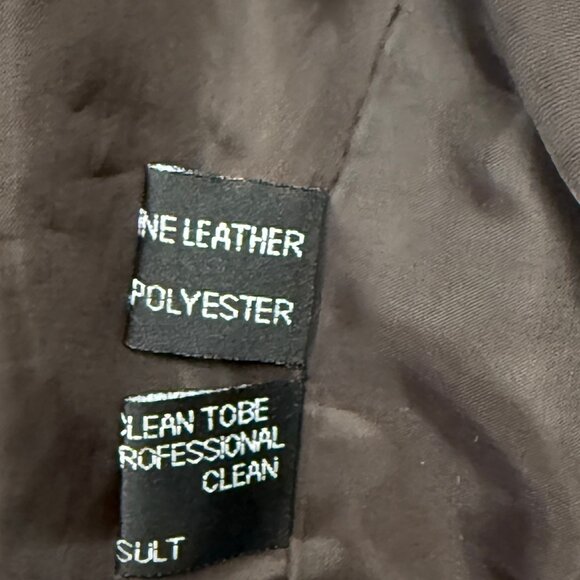 NE LEATHER
POLYESTER
CLEAN TOBE
ROFESSIONAL
CLEAN
SULT